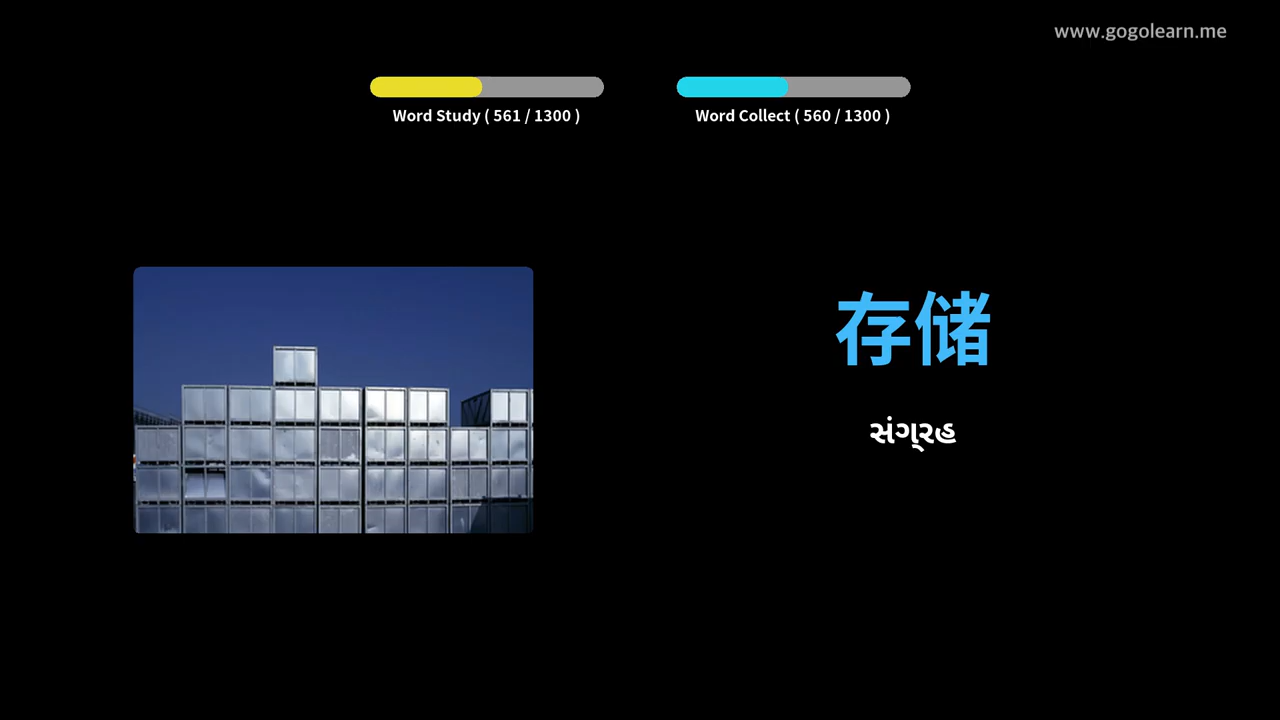 www.gogolearn.me
Word Study ( 561 / 1300 )
Word Collect ( 560 / 1300 )
存储
સંગ્રહ